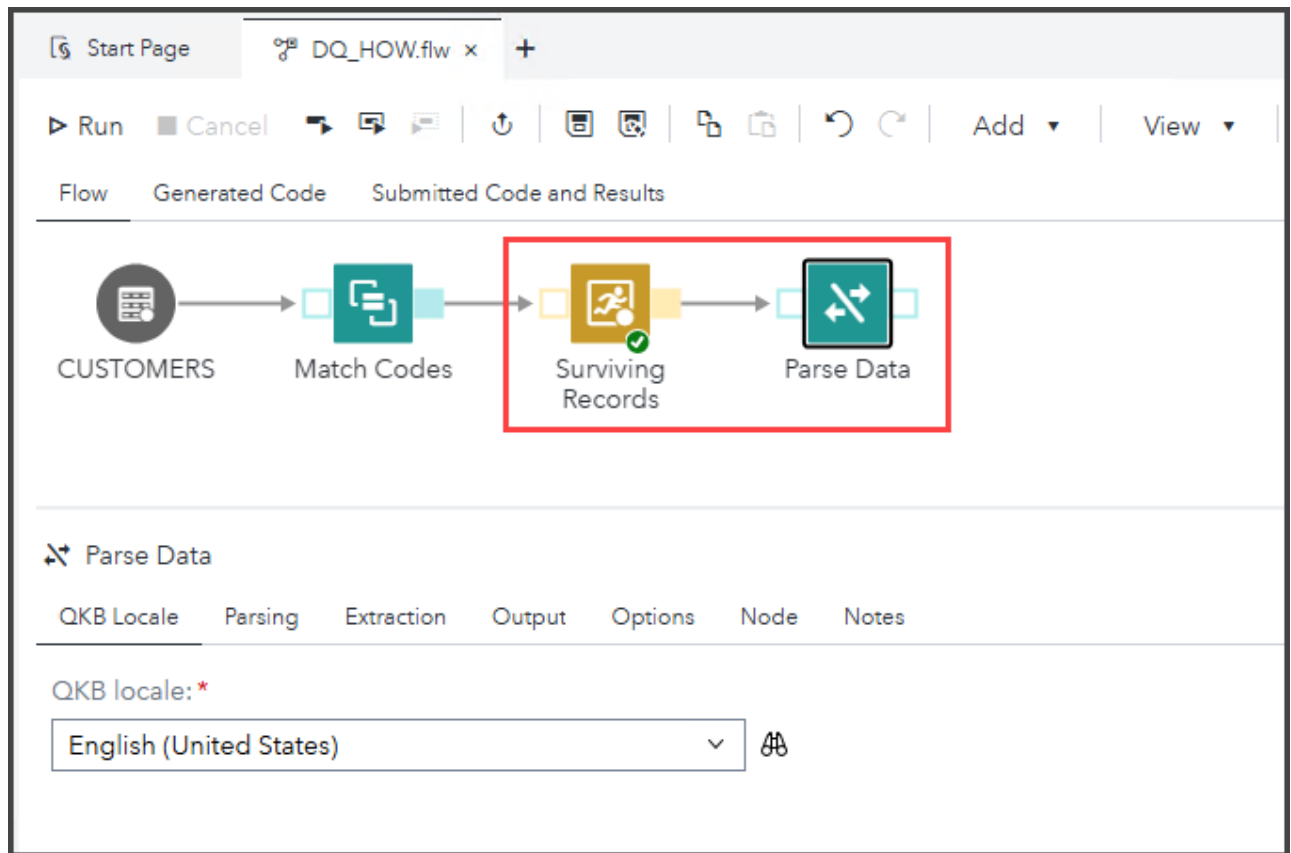 Start Page DQ_HOW.flw × +
Run Cancel Add View
Flow Generated Code Submitted Code and Results
CUSTOMERS Match Codes Surviving Parse Data
Records
Parse Data
QKB Locale Parsing Extraction Output Options Node Notes
QKB locale: *
English (United States)